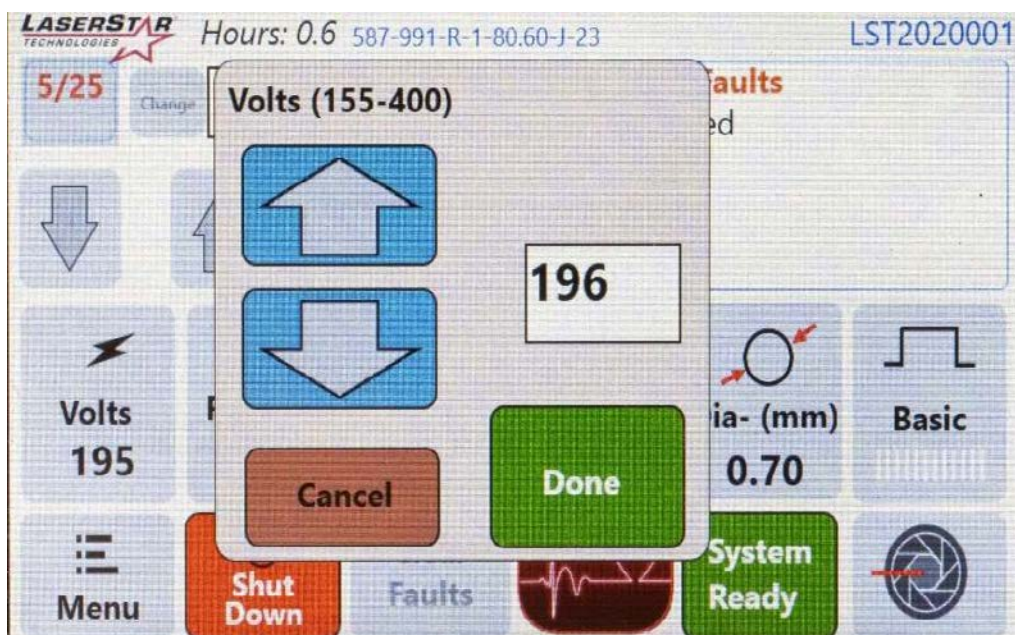 LASERSTAR
TECHNOLOGIES
Hours: 0.6 587-991-R-1-80.60-J-23
LST2020001
5/25
Change
Volts (155-400)
aults
ed
196
Volts
195
ia- (mm)
0.70
Basic
Cancel
Done
Menu
Shut
Down
Faults
System
Ready